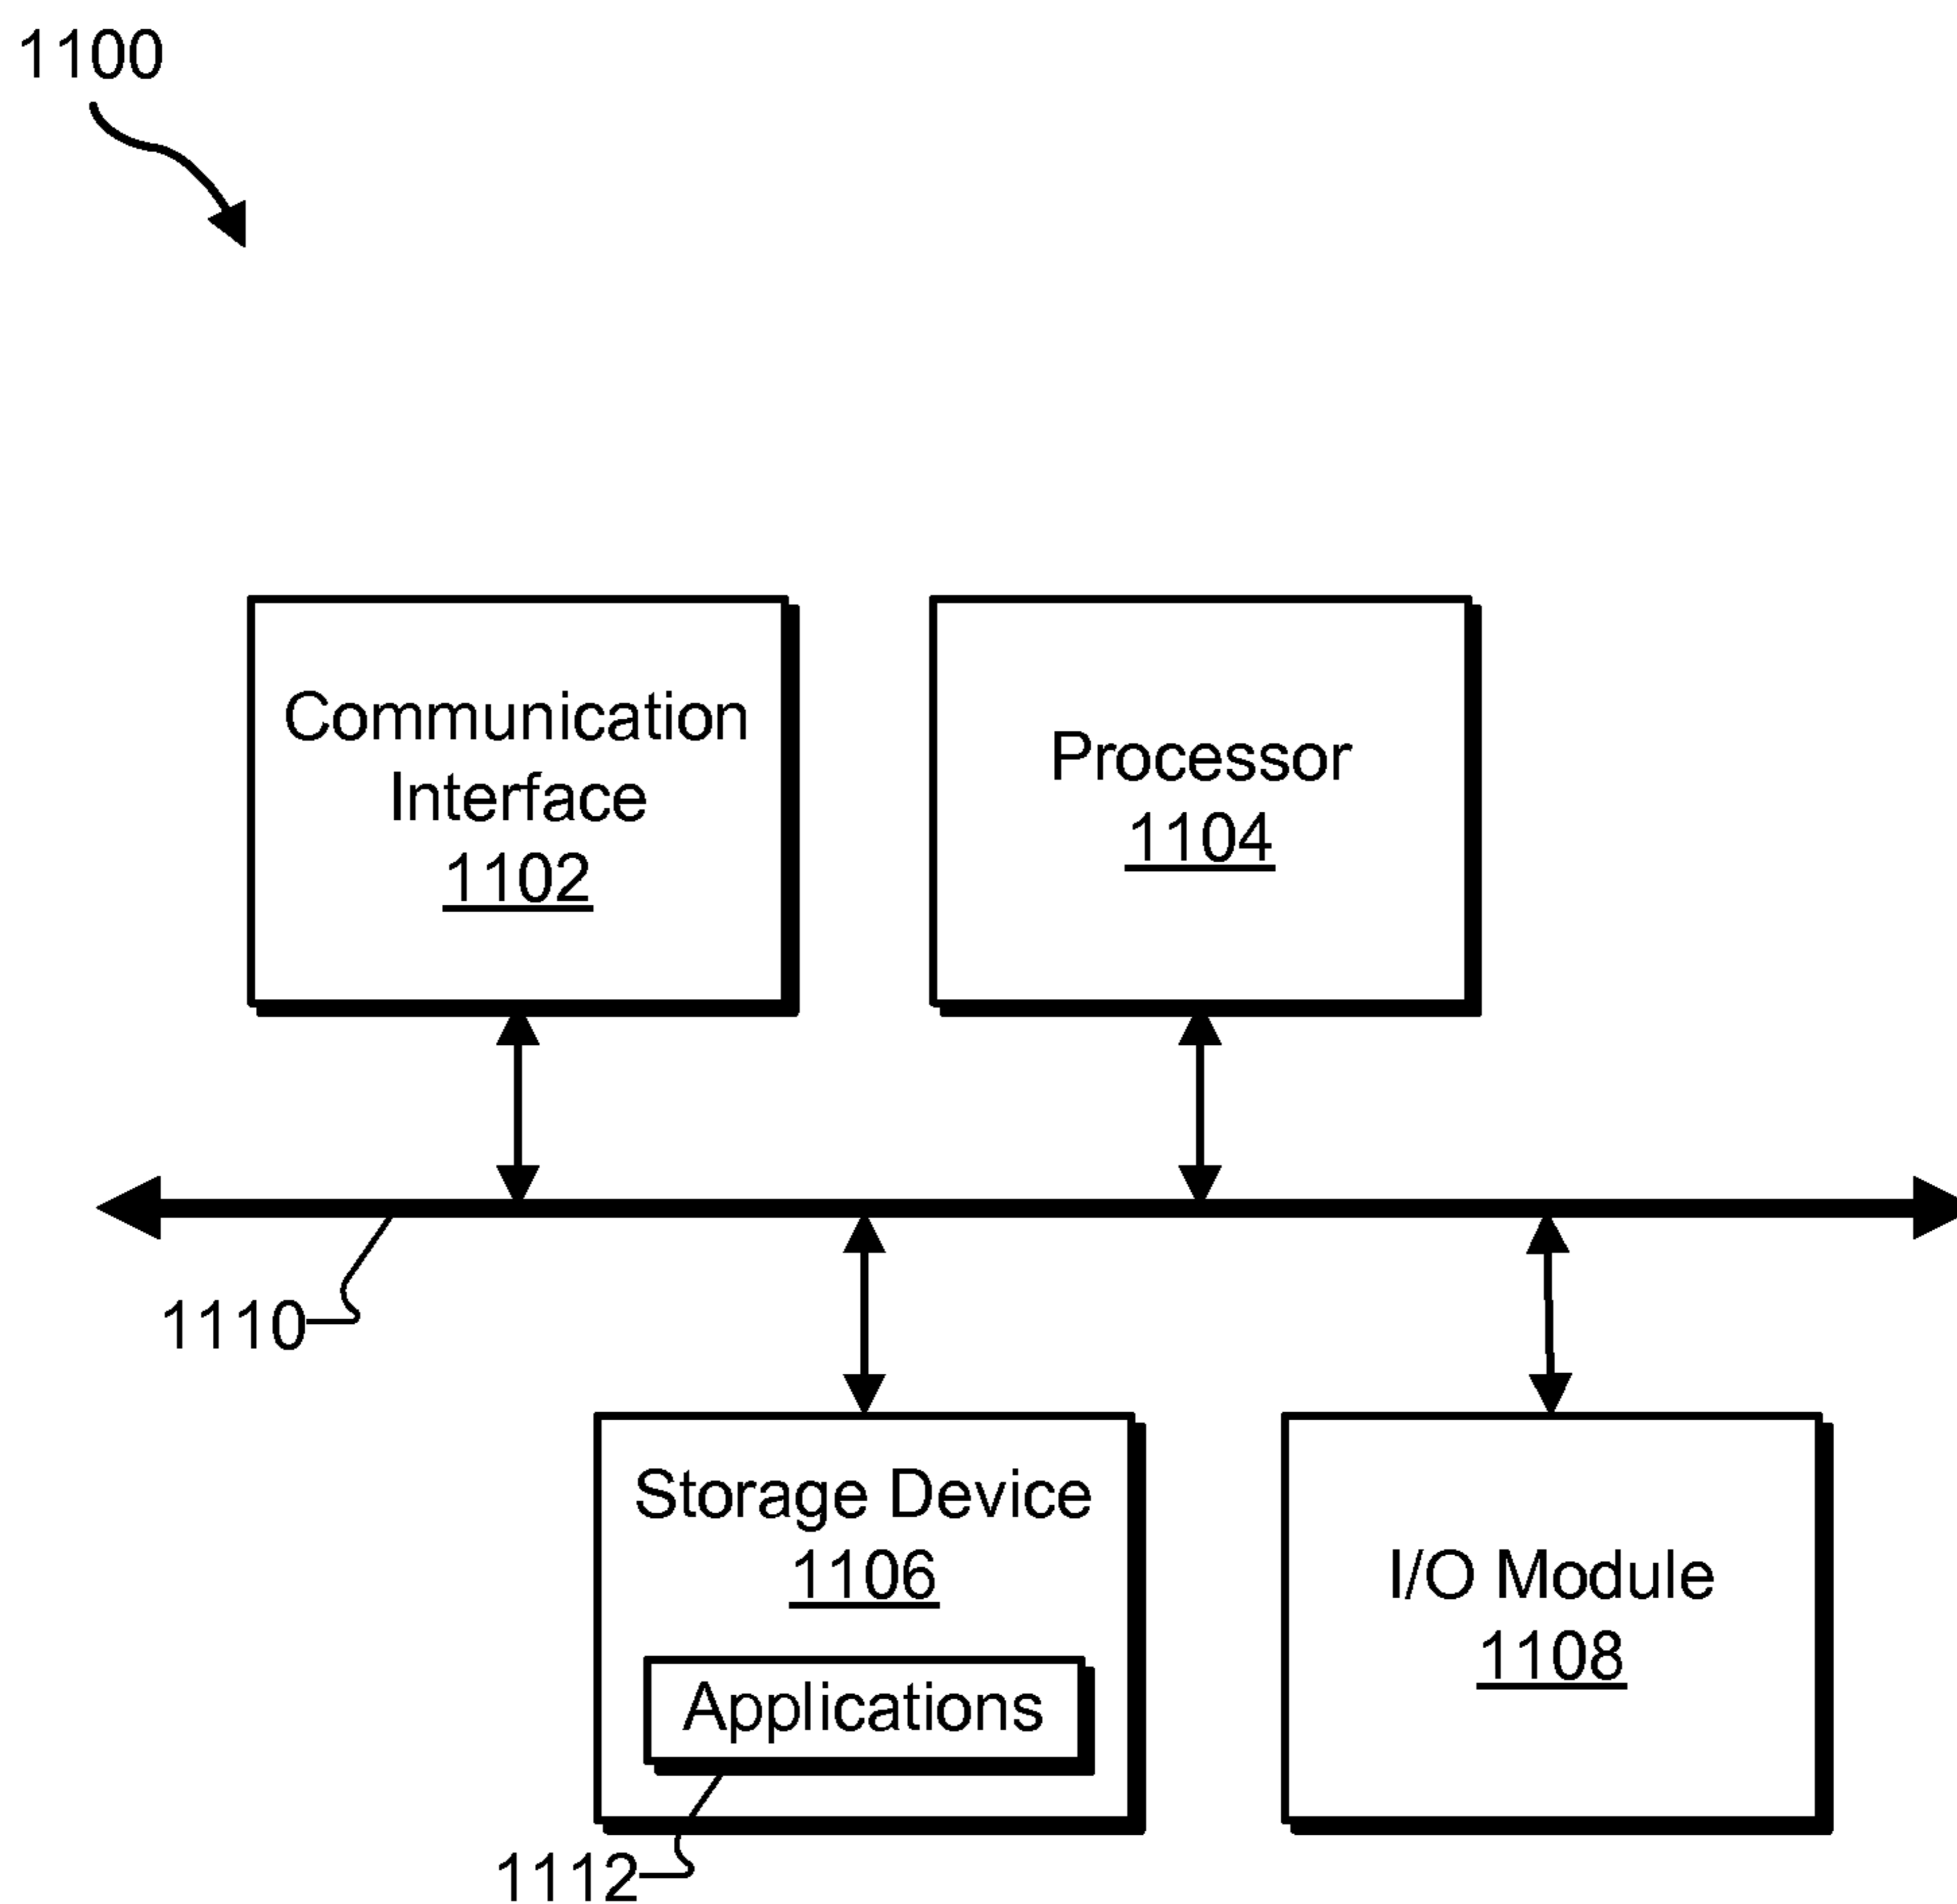 1100
Communication
Interface
1102
Processor
1104
1110
Storage Device
1106
Applications
1112
I/O Module
1108